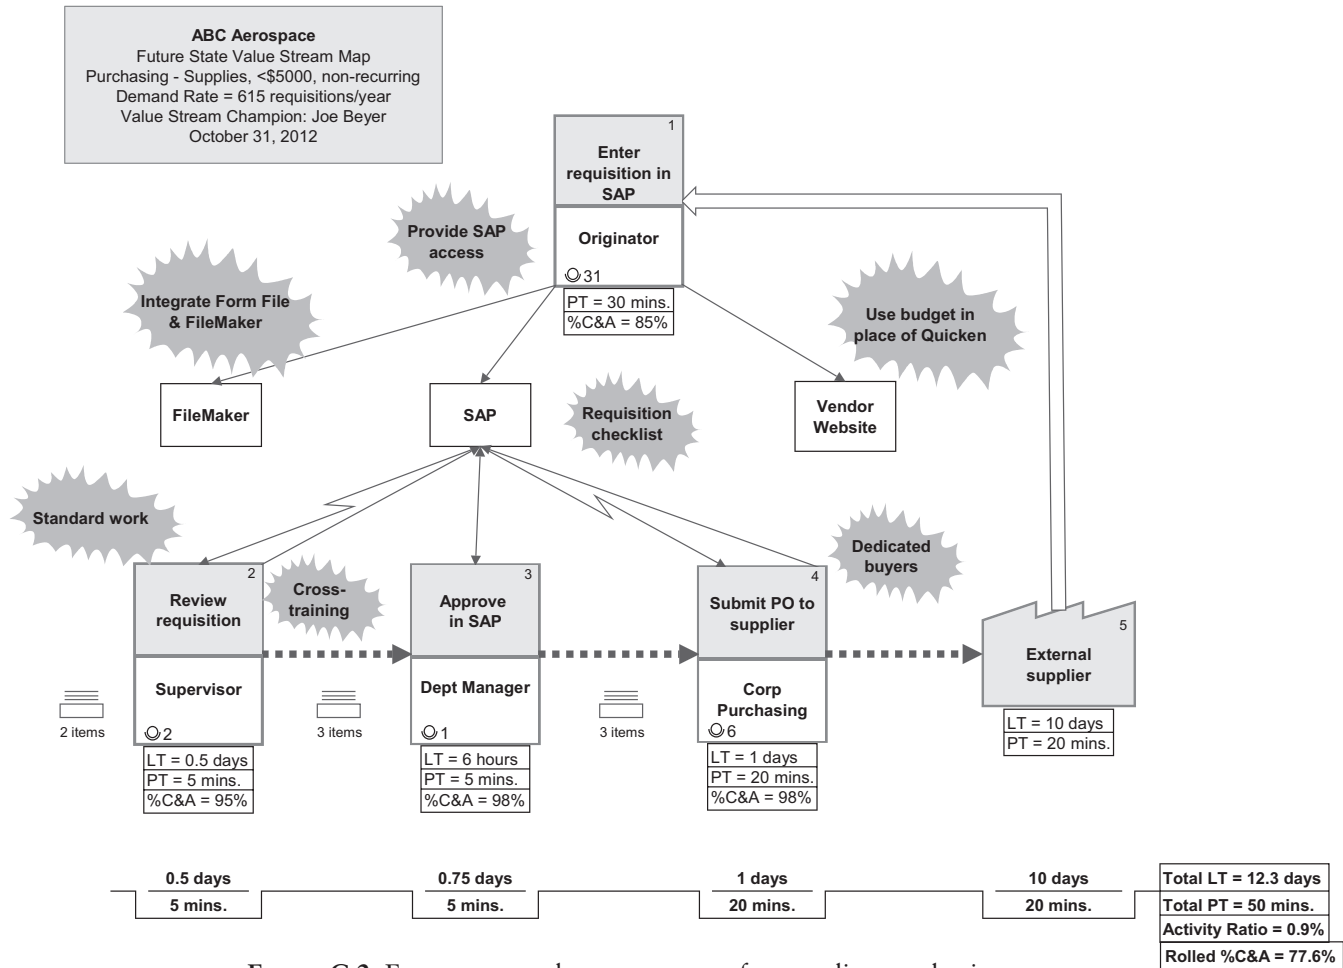 ABC Aerospace
Future State Value Stream Map
Purchasing - Supplies, <$5000, non-recurring
Demand Rate = 615 requisitions/year
Value Stream Champion: Joe Beyer
October 31, 2012
1
Enter
requisition in
SAP
Originator
31
PT = 30 mins.
%C&A = 85%
Provide SAP
access
Integrate Form File
& FileMaker
Use budget in
place of Quicken
FileMaker
SAP
Requisition
checklist
Vendor
Website
Standard work
Cross-
training
Dedicated
buyers
2
Review
requisition
Supervisor
2
2 items
LT = 0.5 days
PT = 5 mins.
%C&A = 95%
3 items
3
Approve
in SAP
Dept Manager
1
LT = 6 hours
PT = 5 mins.
%C&A = 98%
3 items
4
Submit PO to
supplier
Corp
Purchasing
6
LT = 1 days
PT = 20 mins.
%C&A = 98%
5
External
supplier
LT = 10 days
PT = 20 mins.
0.5 days
5 mins.
0.75 days
5 mins.
1 days
20 mins.
10 days
20 mins.
Total LT = 12.3 days
Total PT = 50 mins.
Activity Ratio = 0.9%
Rolled %C&A = 77.6%